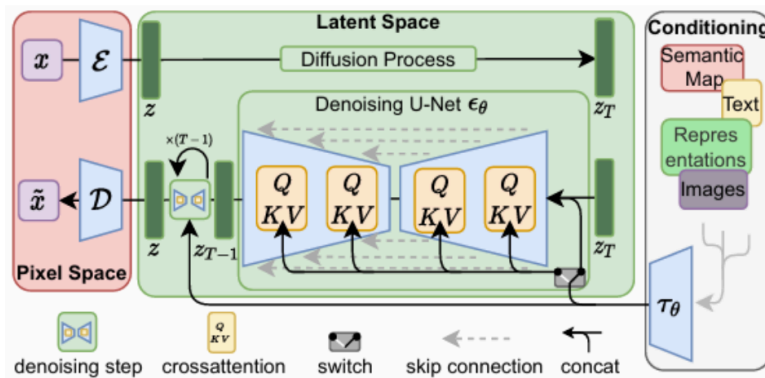 Latent Space
Conditioning
x
ℰ
Diffusion Process
z
z_T
Semantic
Map
Text
Repres
entations
Images
Denoising U-Net ϵ_θ
×(T−1)
Q
KV
Q
KV
Q
KV
Q
KV
x̃
𝒟
z
z_{T−1}
z_T
Pixel Space
τ_θ
Q
KV
denoising step
crossattention
switch
skip connection
concat